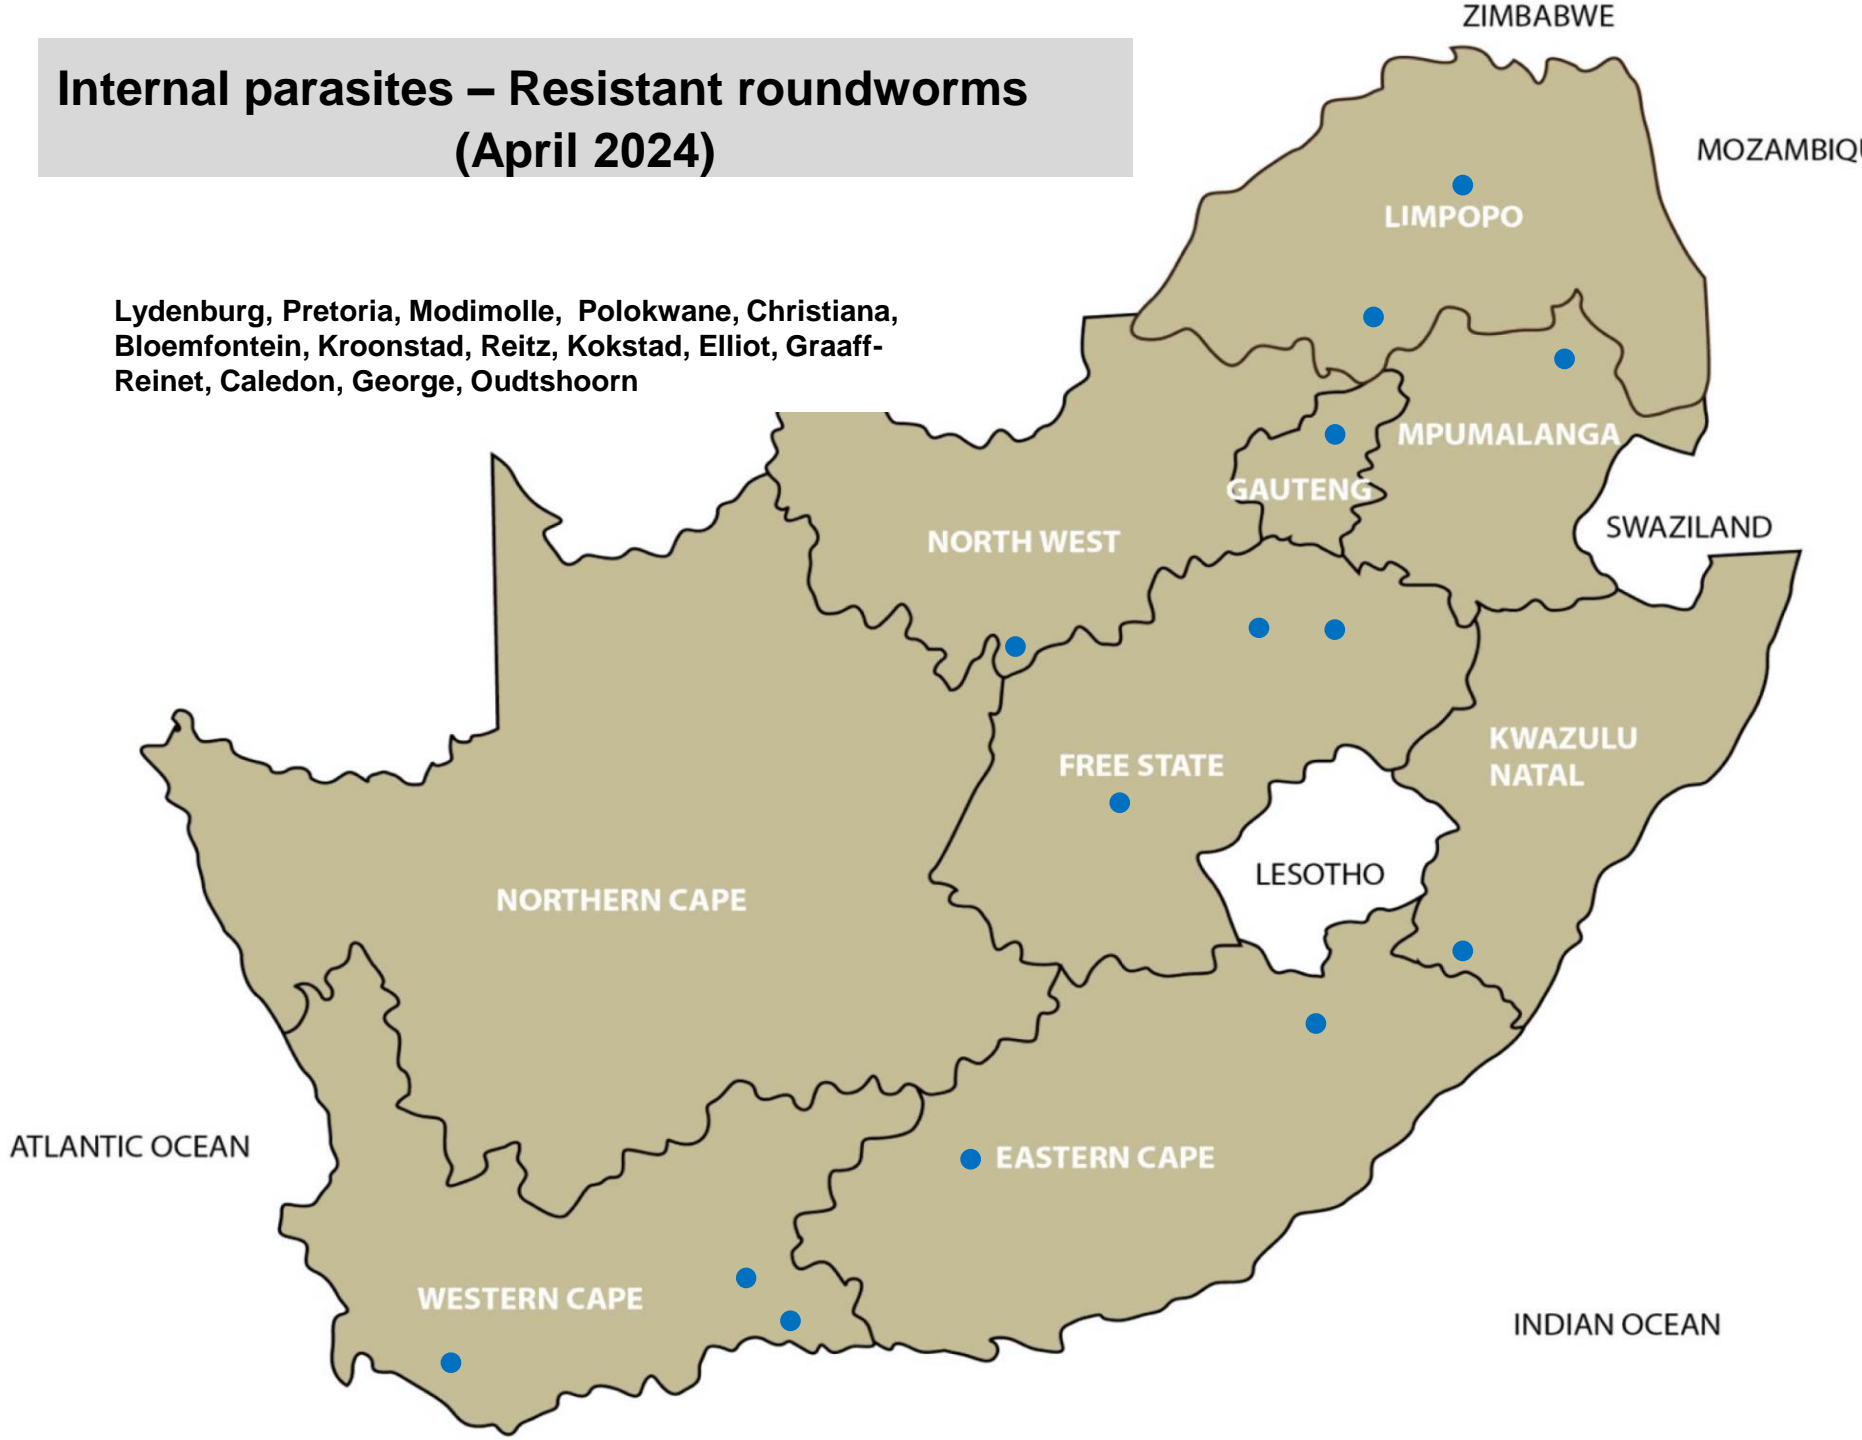 ZIMBABWE
Internal parasites – Resistant roundworms
(April 2024)
MOZAMBIQU
LIMPOPO
Lydenburg, Pretoria, Modimolle, Polokwane, Christiana,
Bloemfontein, Kroonstad, Reitz, Kokstad, Elliot, Graaff-
Reinet, Caledon, George, Oudtshoorn
MPUMALANGA
GAUTENG
NORTH WEST
SWAZILAND
KWAZULU
NATAL
FREE STATE
LESOTHO
NORTHERN CAPE
ATLANTIC OCEAN
EASTERN CAPE
WESTERN CAPE
INDIAN OCEAN